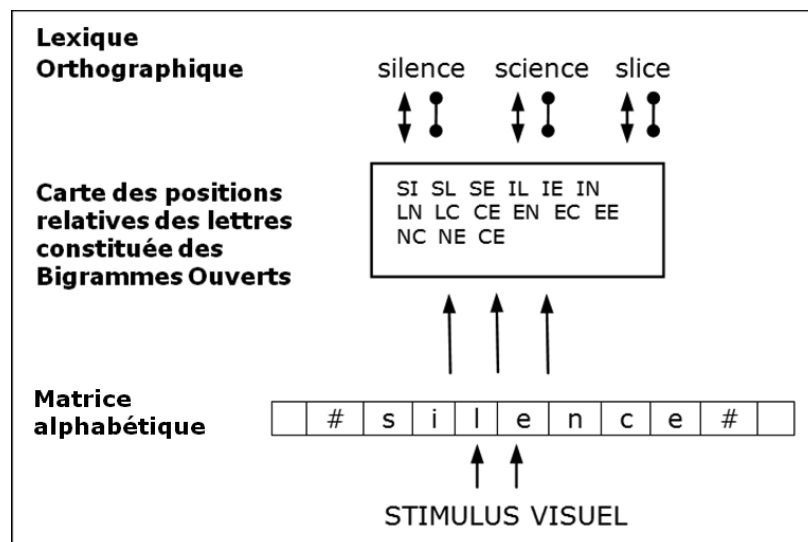 Lexique
Orthographique
silence science slice
Carte des positions
relatives des lettres
constituée des
Bigrammes Ouverts
SI SL SE IL IE IN
LN LC CE EN EC EE
NC NE CE
Matrice
alphabétique
# s i l e n c e #
STIMULUS VISUEL